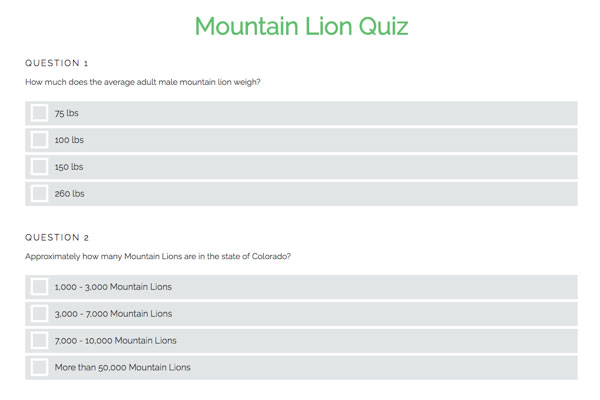 Mountain Lion Quiz
QUESTION 1
How much does the average adult male mountain lion weigh?
75 lbs
100 lbs
150 lbs
260 lbs
QUESTION 2
Approximately how many Mountain Lions are in the state of Colorado?
1,000 - 3,000 Mountain Lions
3,000 - 7,000 Mountain Lions
7,000 - 10,000 Mountain Lions
More than 50,000 Mountain Lions